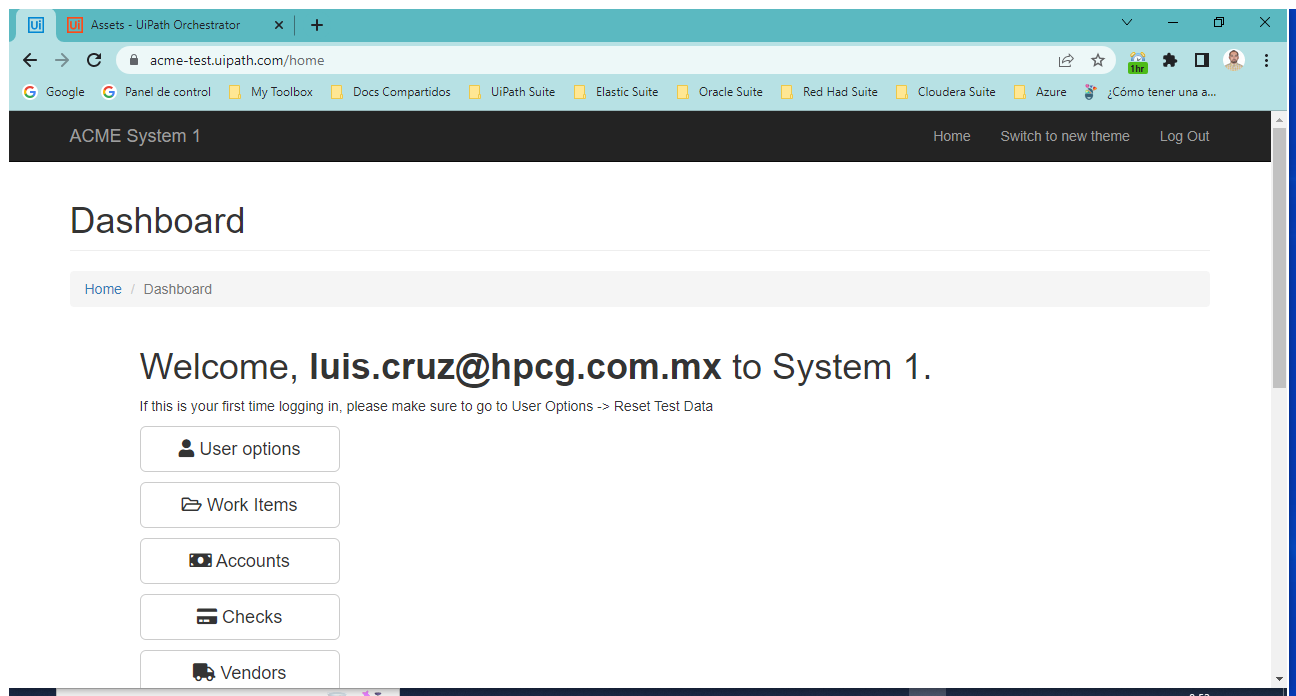 Ui
Ui Assets - UiPath Orchestrator
acme-test.uipath.com/home
1hr
G Google G Panel de control My Toolbox Docs Compartidos UiPath Suite Elastic Suite Oracle Suite Red Had Suite Cloudera Suite Azure ¿Cómo tener una a...
ACME System 1 Home Switch to new theme Log Out
Dashboard
Home / Dashboard
Welcome, luis.cruz@hpcg.com.mx to System 1.
If this is your first time logging in, please make sure to go to User Options -> Reset Test Data
User options
Work Items
Accounts
Checks
Vendors